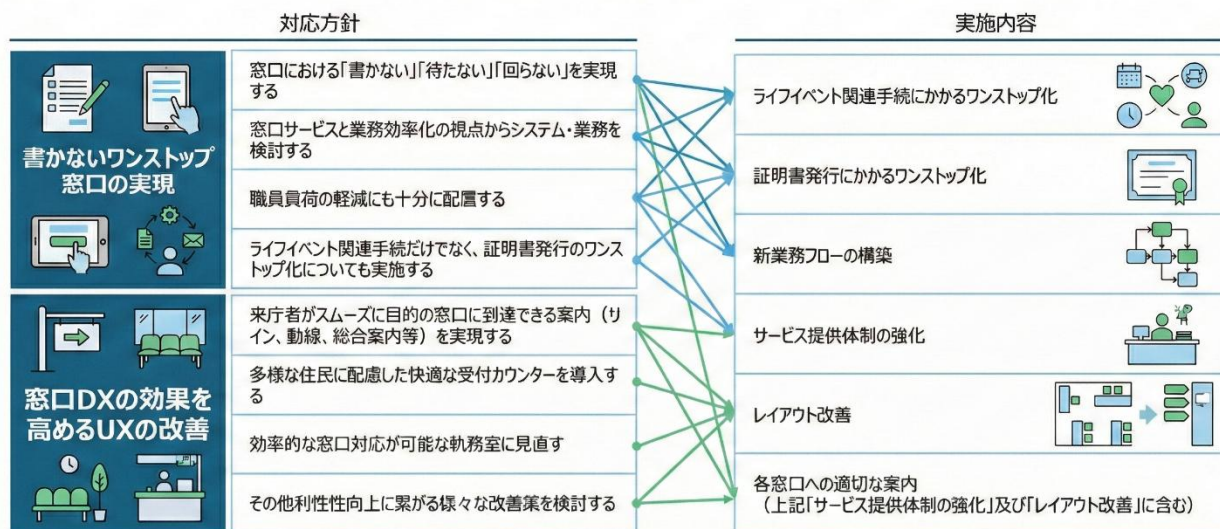 対応方針
実施内容
書かないワンストップ
窓口の実現
窓口における「書かない」「待たない」「回らない」を実現
する
窓口サービスと業務効率化の視点からシステム・業務を
検討する
職員負荷の軽減にも十分に配置する
ライフイベント関連手続だけでなく、証明書発行のワンス
トップ化についても実施する
窓口DXの効果を
高めるUXの改善
来庁者がスムーズに目的の窓口に到達できる案内（サ
イン、動線、総合案内等）を実現する
多様な住民に配慮した快適な受付カウンターを導入す
る
効率的な窓口対応が可能な執務室に見直す
その他利性性向上に繋がる様々な改善策を検討する
ライフイベント関連手続にかかるワンストップ化
証明書発行にかかるワンストップ化
新業務フローの構築
サービス提供体制の強化
レイアウト改善
各窓口への適切な案内
（上記「サービス提供体制の強化」及び「レイアウト改善」に含む）